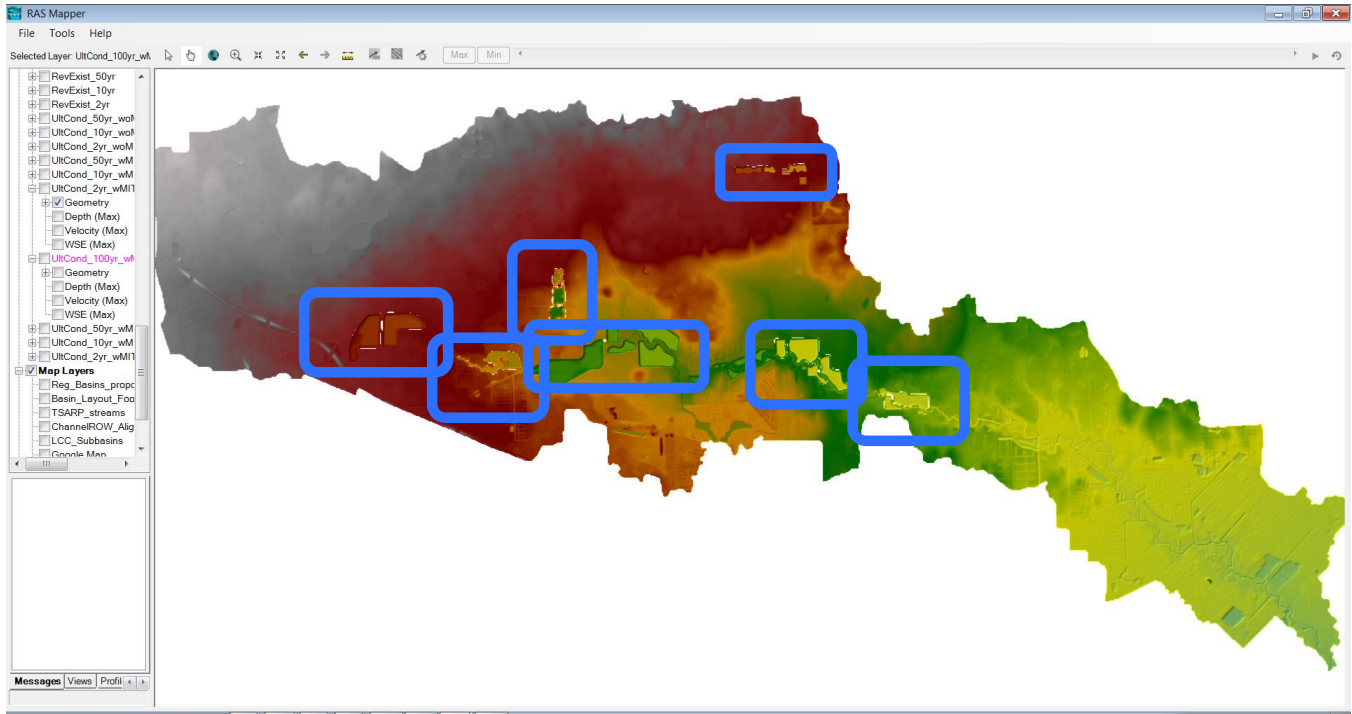 RAS Mapper
File Tools Help
Selected Layer: UltCond_100yr_wM
Max Min
RevExist_50yr
RevExist_10yr
RevExist_2yr
UltCond_50yr_woM
UltCond_10yr_woM
UltCond_2yr_woM
UltCond_50yr_wM
UltCond_10yr_wM
UltCond_2yr_wMIT
Geometry
Depth (Max)
Velocity (Max)
WSE (Max)
UltCond_100yr_wM
Geometry
Depth (Max)
Velocity (Max)
WSE (Max)
UltCond_50yr_wM
UltCond_10yr_wM
UltCond_2yr_wMIT
Map Layers
Reg_Basins_propo
Basin_Layout_Foo
TSARP_streams
ChannelROW_Alig
LCC_Subbasins
Google Map
Messages Views Profil